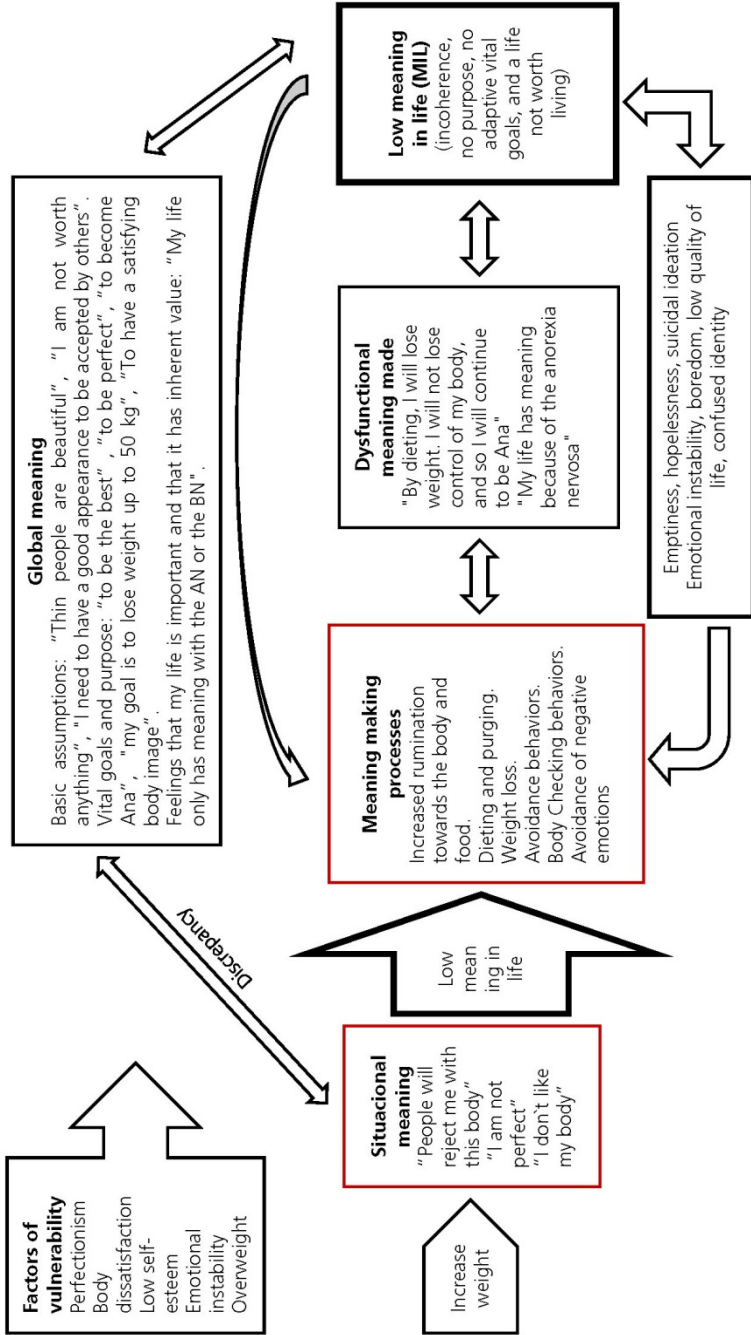 Factors of
vulnerability
Perfectionism
Body
dissatisfaction
Low self-
esteem
Emotional
instability
Overweight
Global meaning
Basic assumptions: “Thin people are beautiful”, “I am not worth
anything”, “I need to have a good appearance to be accepted by others”.
Vital goals and purpose: “to be the best” , “to be perfect”, “to become
Ana”, “my goal is to lose weight up to 50 kg”, “To have a satisfying
body image”.
Feelings that my life is important and that it has inherent value: “My life
only has meaning with the AN or the BN”.
Discrepancy
Increase
weight
Situacional
meaning
“People will
reject me with
this body”
“I am not
perfect”
“I don`t like
my body”
Low
mean
ing in
life
Meaning making
processes
Increased rumination
towards the body and
food.
Dieting and purging.
Weight loss.
Avoidance behaviors.
Body Checking behaviors.
Avoidance of negative
emotions
Dysfunctional
meaning made
"By dieting, I will lose
weight. I will not lose
control of my body,
and so I will continue
to be Ana"
"My life has meaning
because of the anorexia
nervosa"
Low meaning
in life (MIL)
(incoherence,
no purpose, no
adaptive vital
goals, and a life
not worth
living)
Emptiness, hopelessness, suicidal ideation
Emotional instability, boredom, low quality of
life, confused identity